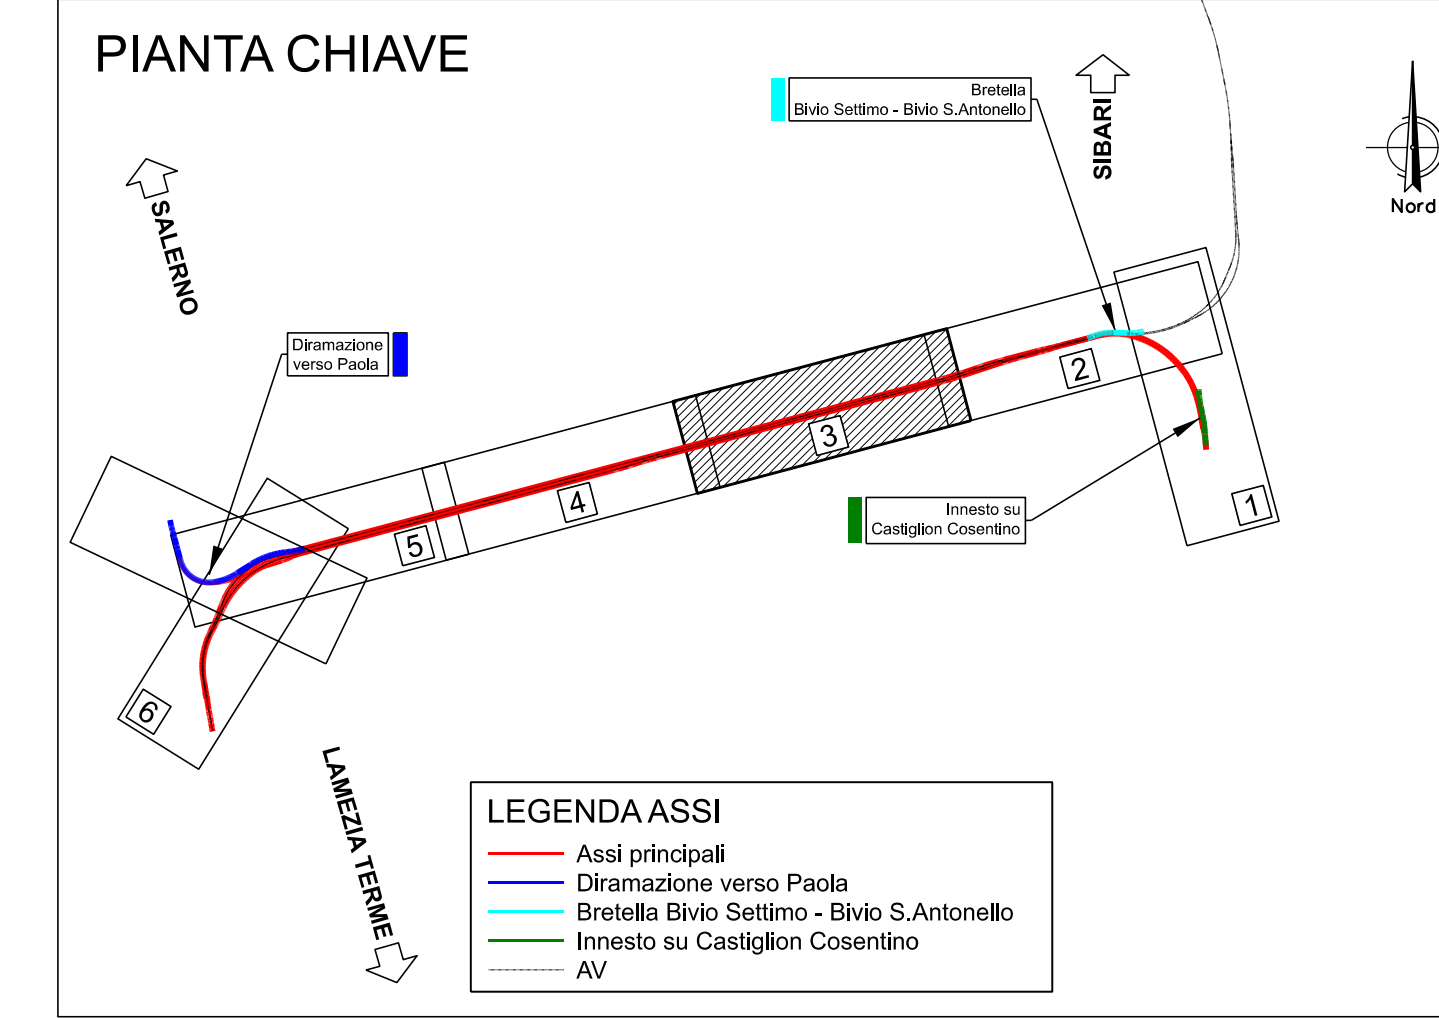 PIANTA CHIAVE
Bretella
Bivio Settimo - Bivio S.Antonello
SIBARI
Nord
SALERNO
Diramazione
verso Paola
2
3
4
1
Innesto su
Castiglion Cosentino
5
6
LAMEZIA TERME
LEGENDA ASSI
Assi principali
Diramazione verso Paola
Bretella Bivio Settimo - Bivio S.Antonello
Innesto su Castiglion Cosentino
AV